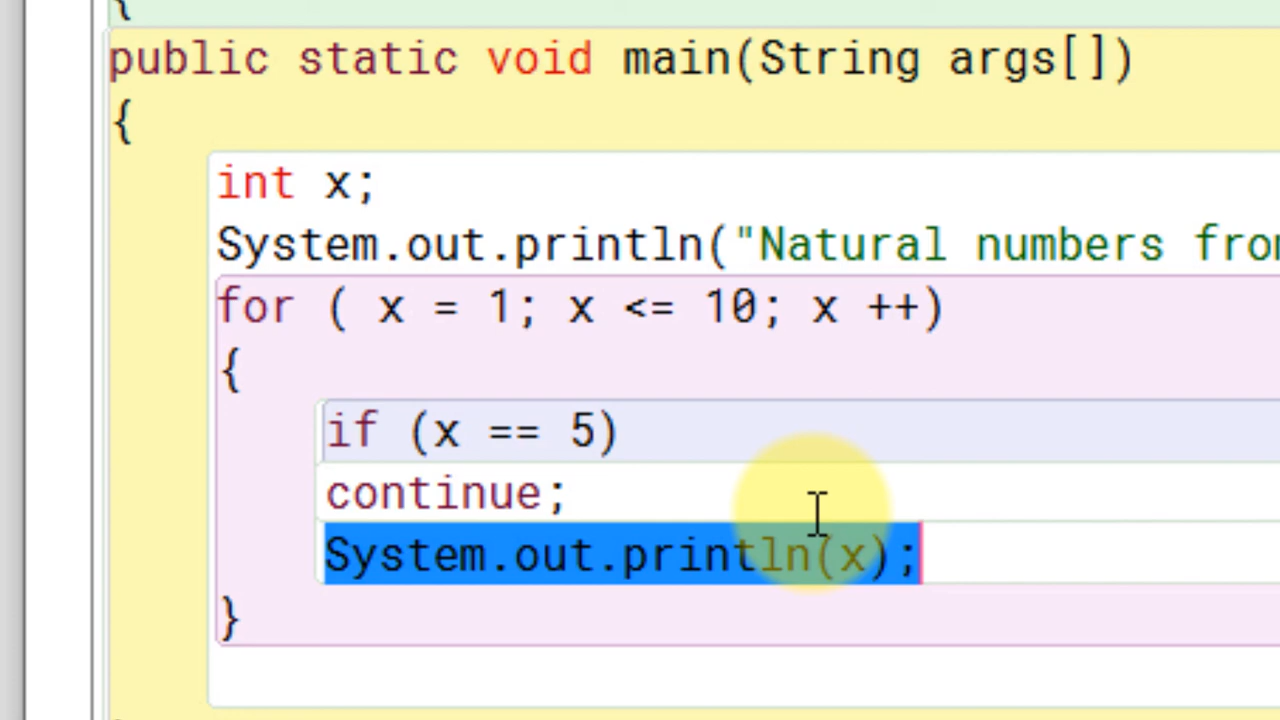 {
public static void main(String args[])
{
int x;
System.out.println("Natural numbers
for ( x = 1; x <= 10; x ++)
{
if (x == 5)
continue;
System.out.println(x);
}